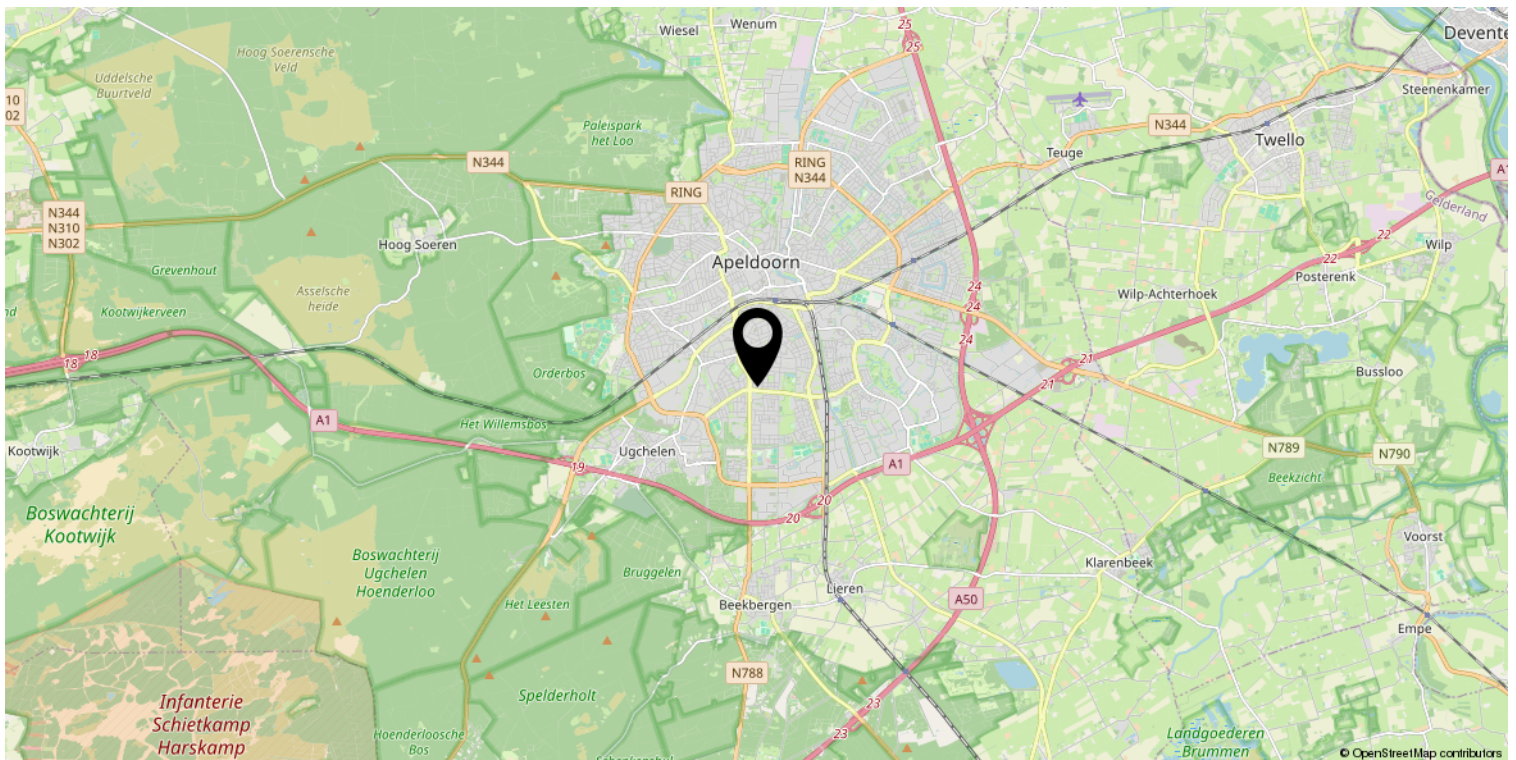 Wiesel
Wenum
25
25
Devente
Hoog Soerensche
Veld
Uddelsche
Buurtveld
Steenenkamer
10
02
Paleispark
het Loo
N344
Twello
Teuge
N344
RING
N344
RING
A1
Gelderland
N344
N310
N302
Hoog Soeren
22
Wilp
22
Apeldoorn
Grevenhout
Posterenk
Asselsche
heide
24
Wilp-Achterhoek
nd
Kootwijkerveen
24
24
18
18
21
21
Orderbos
Bussloo
A1
Het Willemsbos
Kootwijk
Ugchelen
N789
N790
19
A1
Beekzicht
20
20
Boswachterij
Kootwijk
Voorst
Boswachterij
Ugchelen
Hoenderloo
Bruggelen
Klarenbeek
Lieren
Het Leesten
Beekbergen
A50
Empe
N788
Spelderholt
Infanterie
Schietkamp
Harskamp
23
23
Hoenderloosche
Bos
Landgoederen
Brummen
© OpenStreetMap contributors